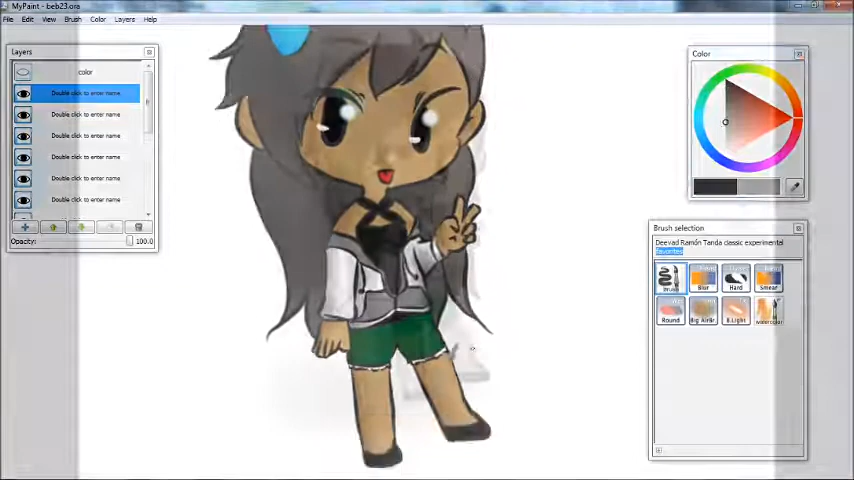 MyPaint - beb23.ora
File Edit View Brush Color Layers Help
Layers
color
Double click to enter name
Double click to enter name
Double click to enter name
Double click to enter name
Double click to enter name
Double click to enter name
Opacity: 100.0
Color
Brush selection
Deevad Ramón Tanda classic experimental
favorites
Blur Hard Smear
Round Big AirBr. B.Light watercolor